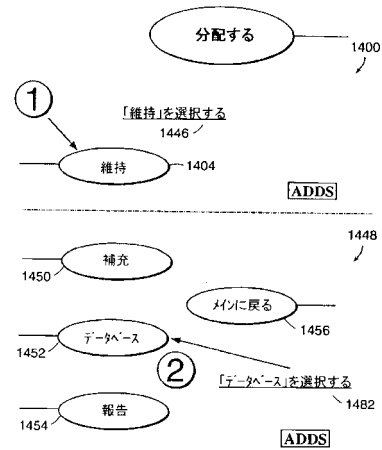 分配する
1400
①
「維持」を選択する
1446
維持
1404
ADDS
1448
補充
1450
メインに戻る
1456
データベース
1452
②
「データベース」を選択する
1482
報告
1454
ADDS